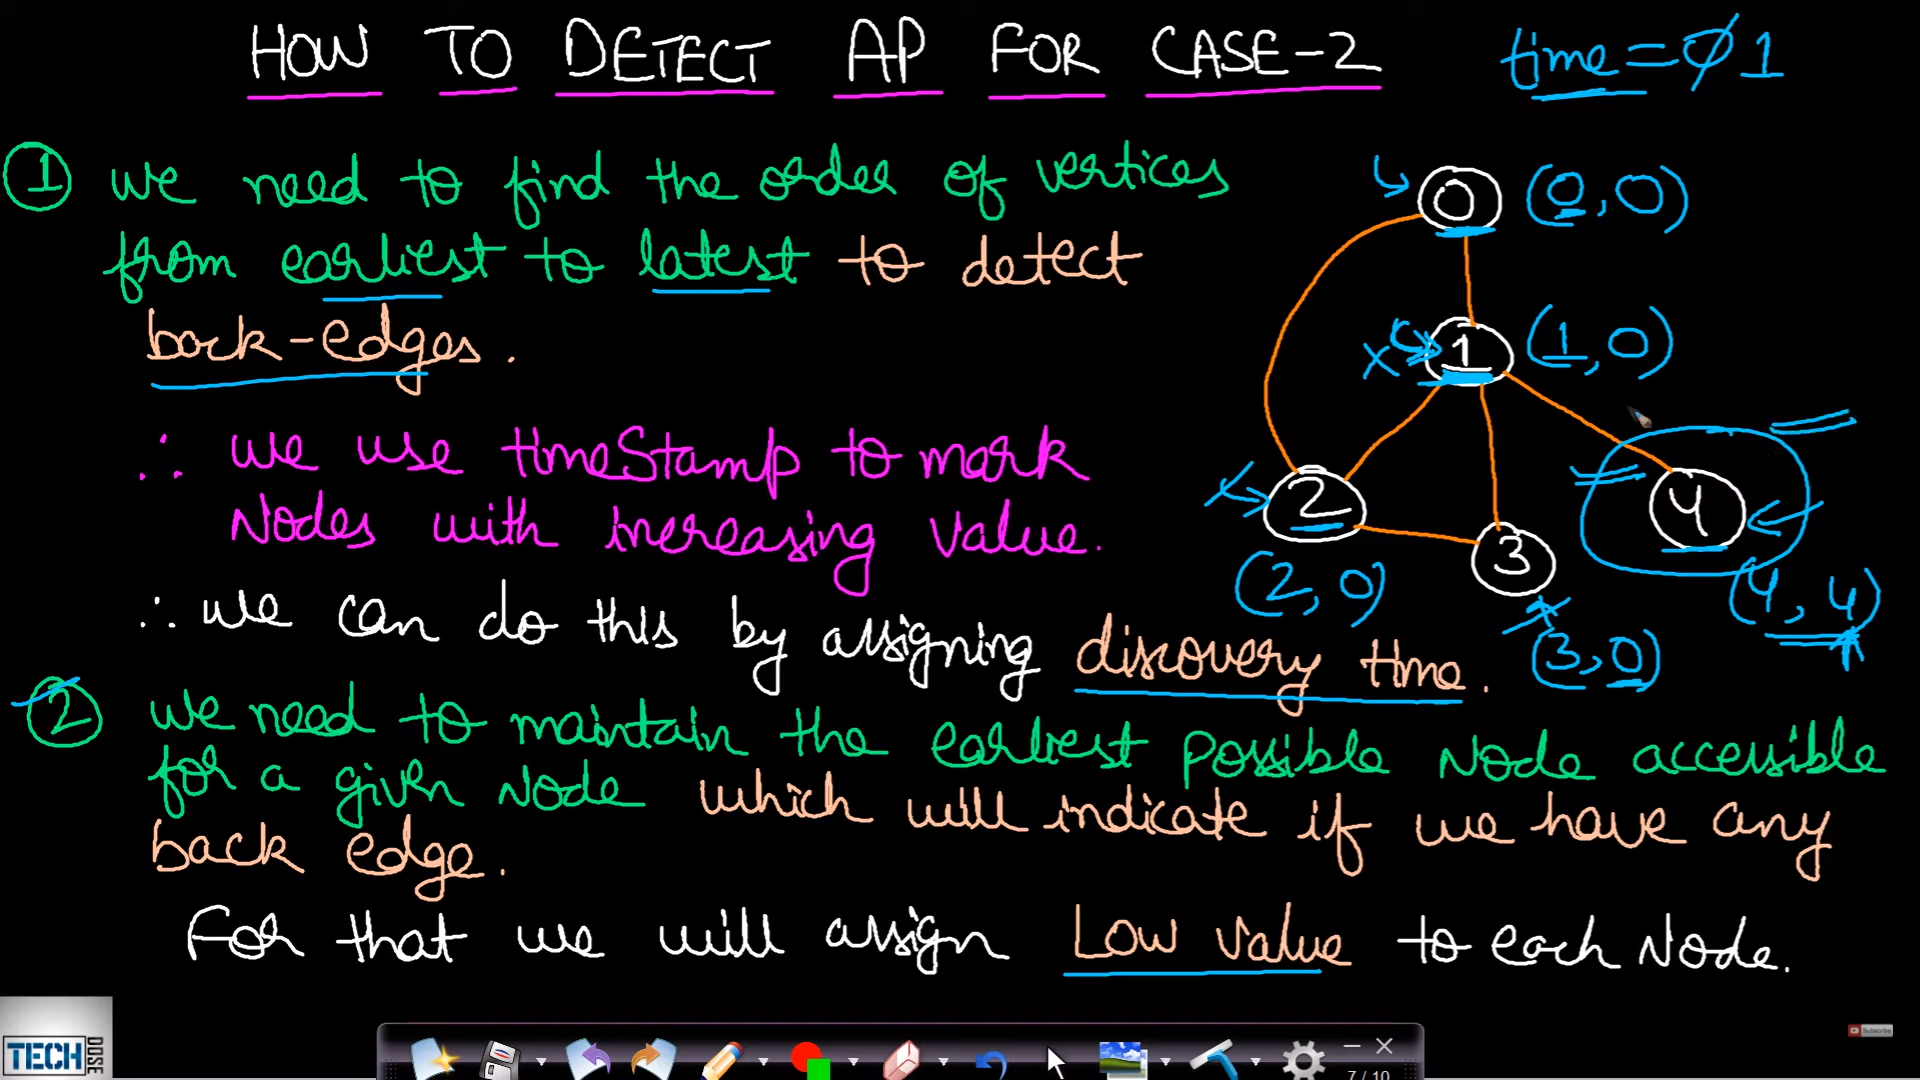 HOW TO DETECT AP FOR CASE-2
time = 0 1
① we need to find the order of vertices
from earliest to latest to detect
back-edges.
∴ we use timeStamp to mark
Nodes with increasing value.
∴ we can do this by assigning discovery time.
② we need to maintain the earliest possible Node accessible
for a given Node which will indicate if we have any
back edge.
For that we will assign Low value to each Node.
0 (0, 0)
1 (1, 0)
2
(2, 0)
3
(3, 0)
4
(4, 4)
TECH DOSE
Subscribe
7 / 10